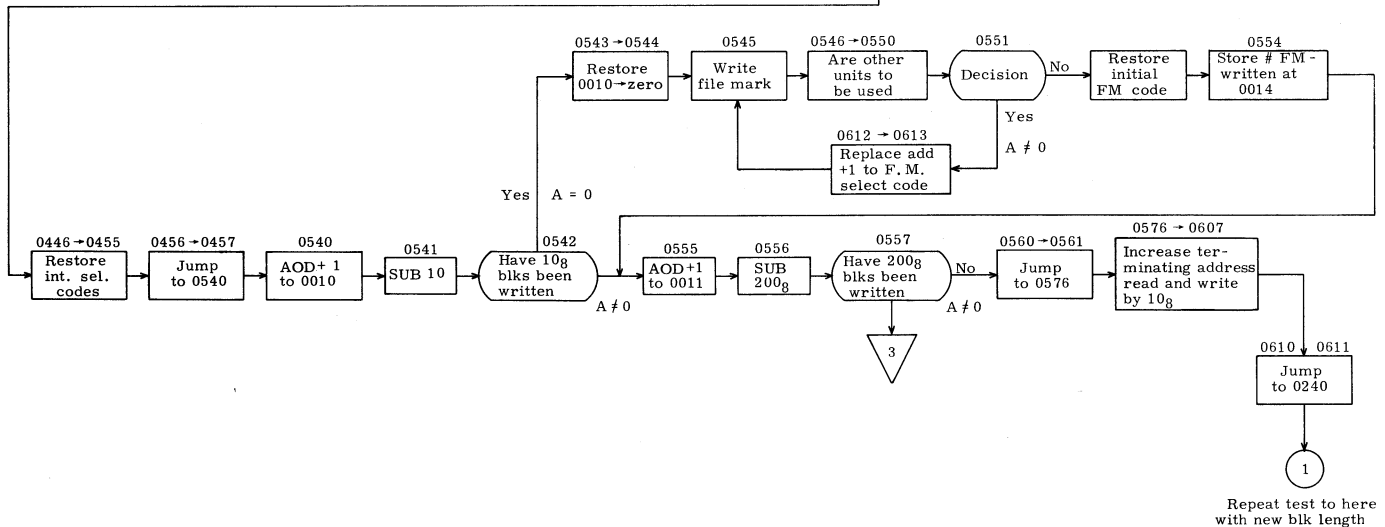 0543→0544
Restore
0010→zero
0545
Write
file mark
0546→0550
Are other
units to
be used
0551
Decision
No
Restore
initial
FM code
0554
Store # FM-
written at
0014
Yes
A ≠ 0
0612→0613
Replace add
+1 to F.M.
select code
Yes A = 0
0446→0455
Restore
int. sel.
codes
0456→0457
Jump
to 0540
0540
AOD+ 1
to 0010
0541
SUB 10
0542
Have 10₈
blks been
written
A ≠ 0
0555
AOD+1
to 0011
0556
SUB
200₈
0557
Have 200₈
blks been
written
No
A ≠ 0
3
0560→0561
Jump
to 0576
0576→0607
Increase ter-
minating address
read and write
by 10₈
0610 0611
Jump
to 0240
1
Repeat test to here
with new blk length